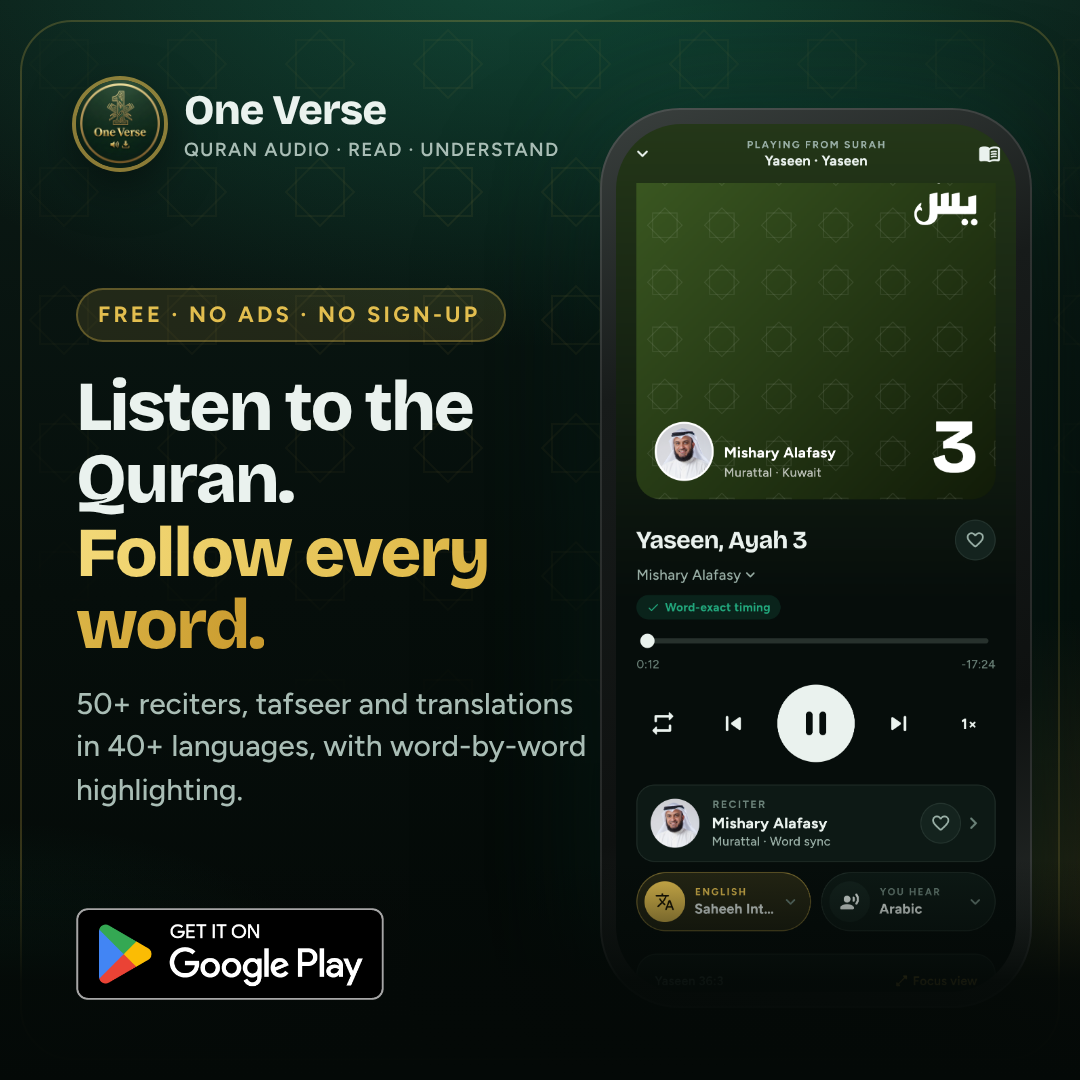 One Verse
One Verse
QURAN AUDIO · READ · UNDERSTAND
FREE · NO ADS · NO SIGN-UP
Listen to the
Quran.
Follow every
word.
50+ reciters, tafseer and translations
in 40+ languages, with word-by-word
highlighting.
GET IT ON
Google Play
PLAYING FROM SURAH
Yaseen · Yaseen
يس
Mishary Alafasy
Murattal · Kuwait
3
Yaseen, Ayah 3
Mishary Alafasy
Word-exact timing
0:12 -17:24
1×
RECITER
Mishary Alafasy
Murattal · Word sync
ENGLISH
Saheeh Int...
YOU HEAR
Arabic
Yaseen 36:3 Focus view